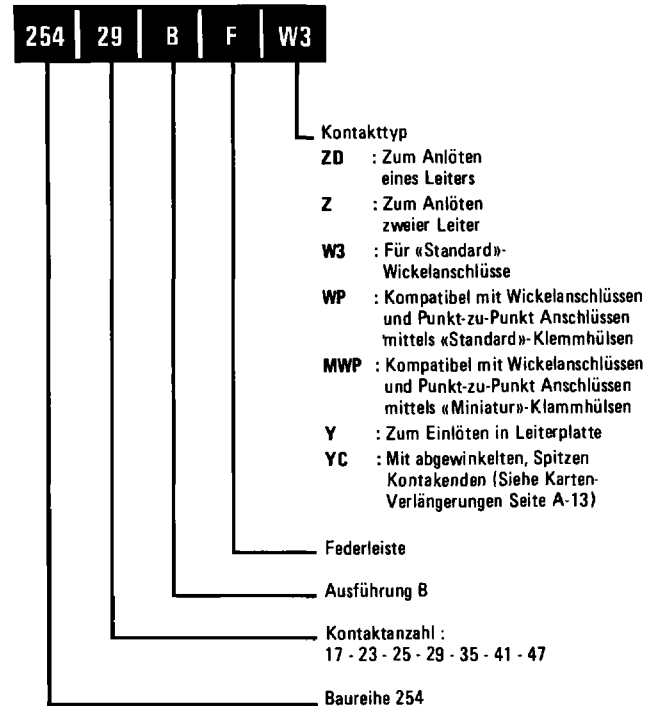 254 29 B F W3
Kontakttyp
ZD : Zum Anlöten
eines Leiters
Z : Zum Anlöten
zweier Leiter
W3 : Für «Standard»-
Wickelanschlüsse
WP : Kompatibel mit Wickelanschlüssen
und Punkt-zu-Punkt Anschlüssen
mittels «Standard»-Klemmhülsen
MWP : Kompatibel mit Wickelanschlüssen
und Punkt-zu-Punkt Anschlüssen
mittels «Miniatur»-Klammhülsen
Y : Zum Einlöten in Leiterplatte
YC : Mit abgewinkelten, Spitzen
Kontakenden (Siehe Karten-
Verlängerungen Seite A-13)
Federleiste
Ausführung B
Kontaktanzahl :
17 - 23 - 25 - 29 - 35 - 41 - 47
Baureihe 254